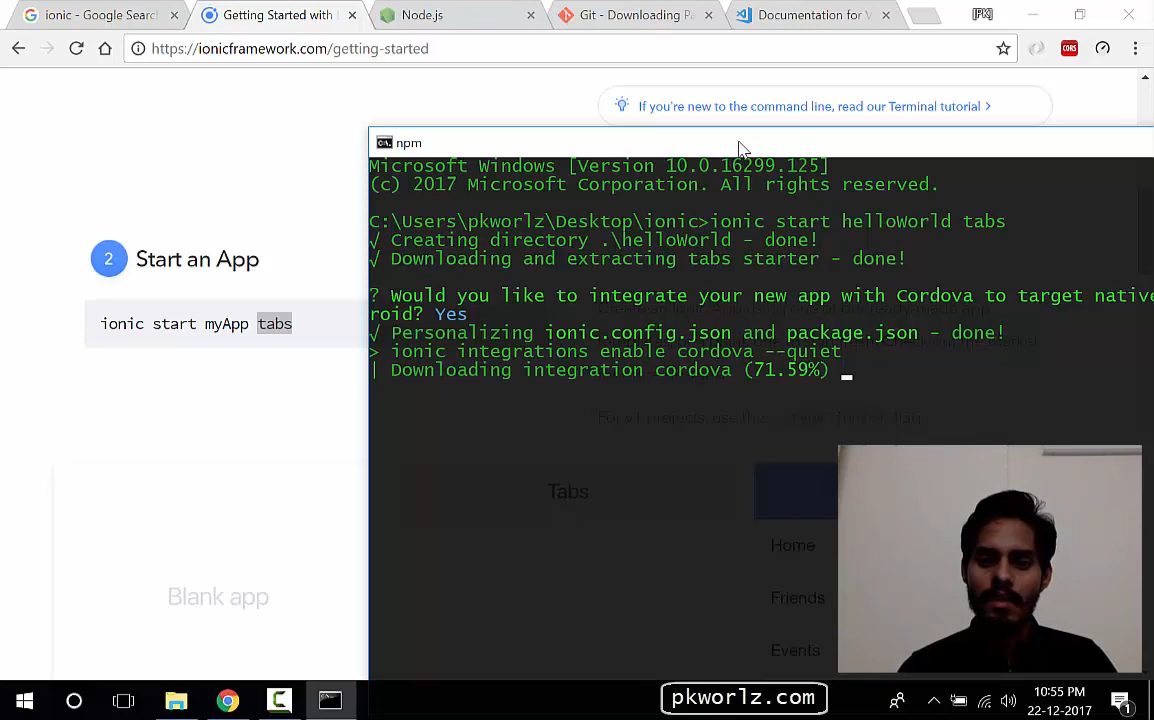 ionic - Google Searc
Getting Started with
Node.js
Git - Downloading Pa
Documentation for V
[PK]
https://ionicframework.com/getting-started
CORS
If you're new to the command line, read our Terminal tutorial >
npm
Microsoft Windows [Version 10.0.16299.125]
(c) 2017 Microsoft Corporation. All rights reserved.
C:\Users\pkworlz\Desktop\ionic>ionic start helloWorld tabs
√ Creating directory .\helloWorld - done!
√ Downloading and extracting tabs starter - done!
? Would you like to integrate your new app with Cordova to target native
roid? Yes
√ Personalizing ionic.config.json and package.json - done!
> ionic integrations enable cordova --quiet
| Downloading integration cordova (71.59%)
2 Start an App
ionic start myApp tabs
Tabs
Home
Friends
Events
Blank app
pkworlz.com
10:55 PM
22-12-2017
1